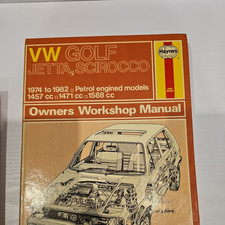 VW GOLF
Haynes
JETTA, SCIROCCO
1974 to 1982 □ Petrol engined models
1457 cc □ 1471 cc □ 1588 cc
Owners Workshop Manual